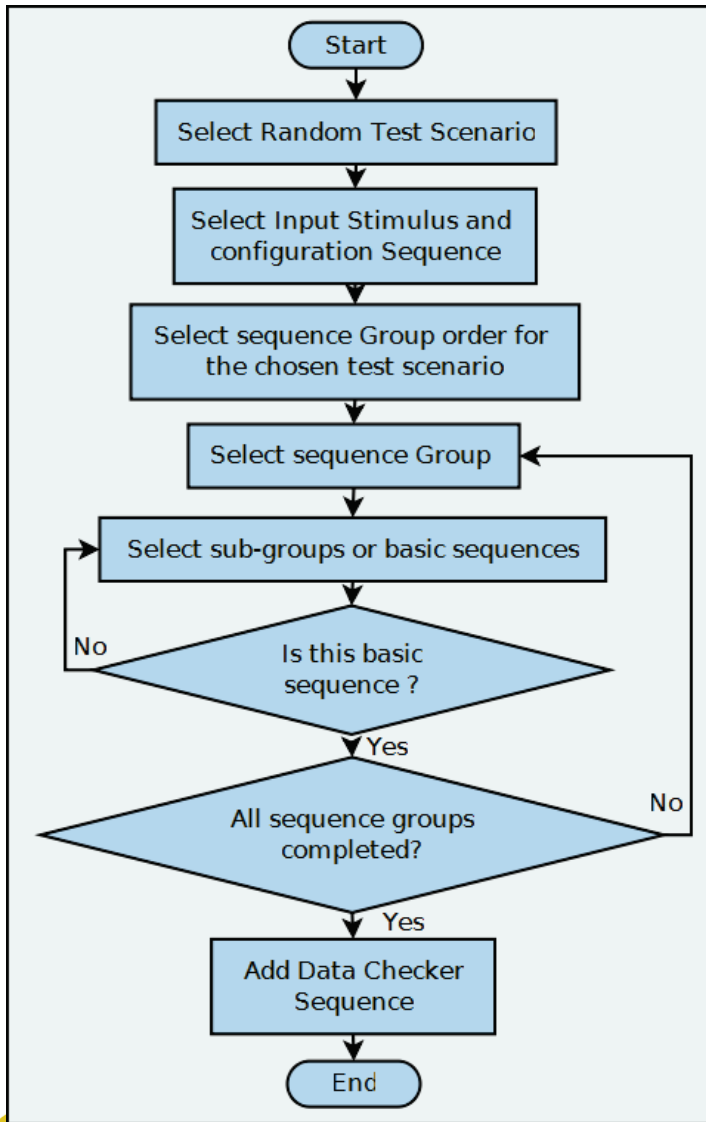 Start
Select Random Test Scenario
Select Input Stimulus and
configuration Sequence
Select sequence Group order for
the chosen test scenario
Select sequence Group
Select sub-groups or basic sequences
No
Is this basic
sequence ?
Yes
All sequence groups
completed?
No
Yes
Add Data Checker
Sequence
End